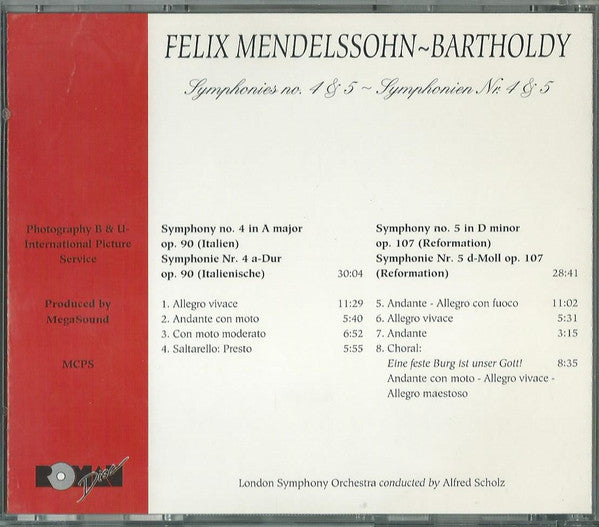 FELIX MENDELSSOHN~BARTHOLDY
Symphonies no. 4 & 5 ~ Symphonien Nr. 4 & 5
Photography B & U-
International Picture
Service
Produced by
MegaSound
MCPS
Symphony no. 4 in A major
op. 90 (Italien)
Symphonie Nr. 4 a-Dur
op. 90 (Italienische) 30:04
1. Allegro vivace 11:29
2. Andante con moto 5:40
3. Con moto moderato 6:52
4. Saltarello: Presto 5:55
Symphony no. 5 in D minor
op. 107 (Reformation)
Symphonie Nr. 5 d-Moll op. 107
(Reformation) 28:41
5. Andante - Allegro con fuoco 11:02
6. Allegro vivace 5:31
7. Andante 3:15
8. Choral:
Eine feste Burg ist unser Gott! 8:35
Andante con moto - Allegro vivace -
Allegro maestoso
ROMAN
Disc
London Symphony Orchestra conducted by Alfred Scholz